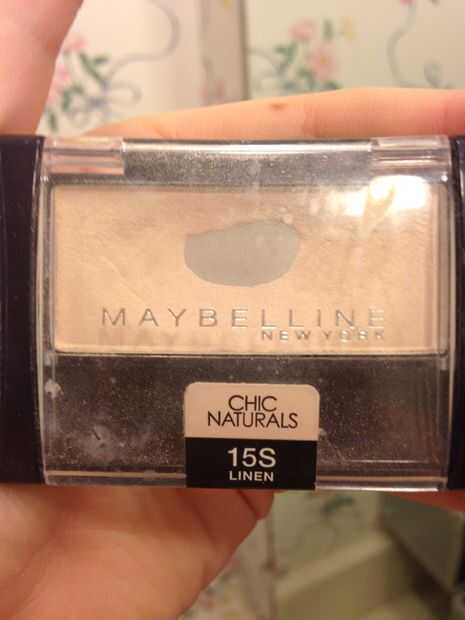 MAYBELLINE
NEW YORK
CHIC
NATURALS
15S
LINEN